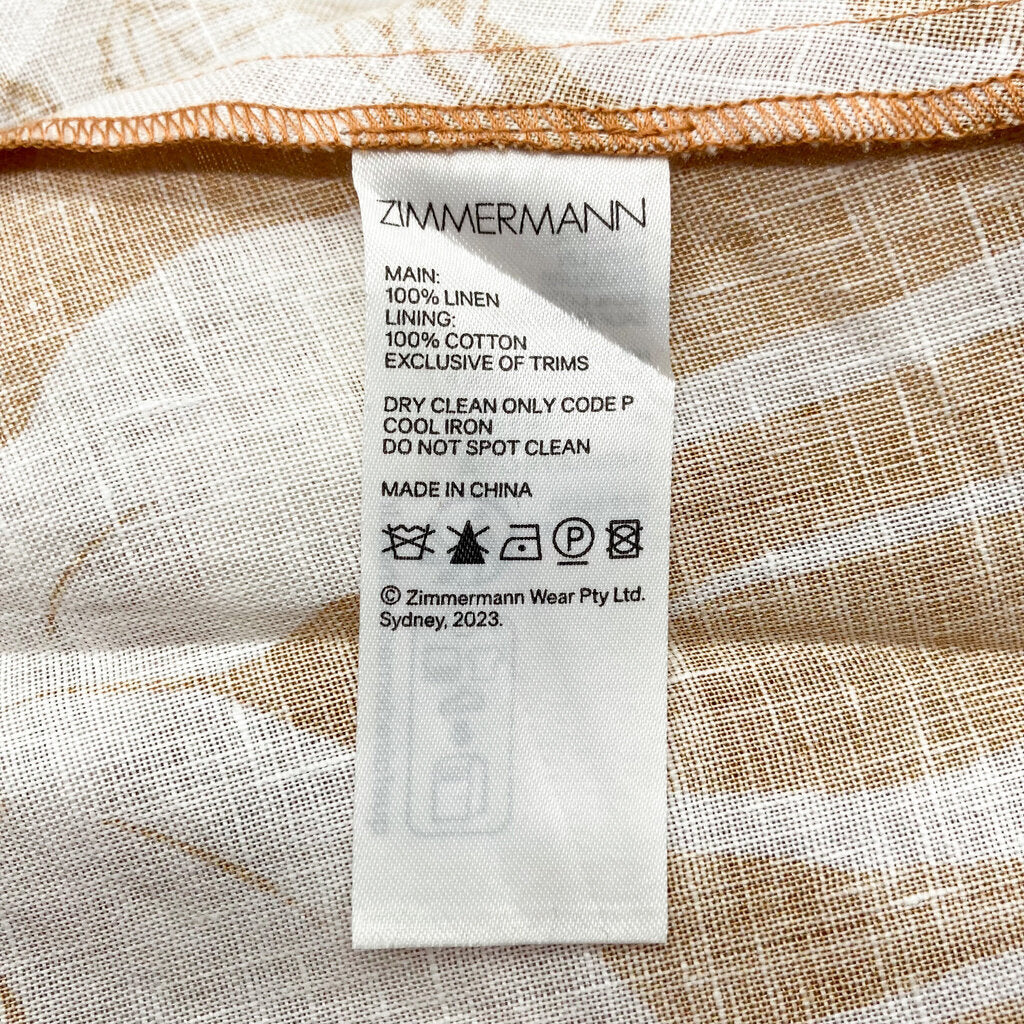 ZIMMERMANN
MAIN:
100% LINEN
LINING:
100% COTTON
EXCLUSIVE OF TRIMS
DRY CLEAN ONLY CODE P
COOL IRON
DO NOT SPOT CLEAN
MADE IN CHINA
P
© Zimmermann Wear Pty Ltd.
Sydney, 2023.